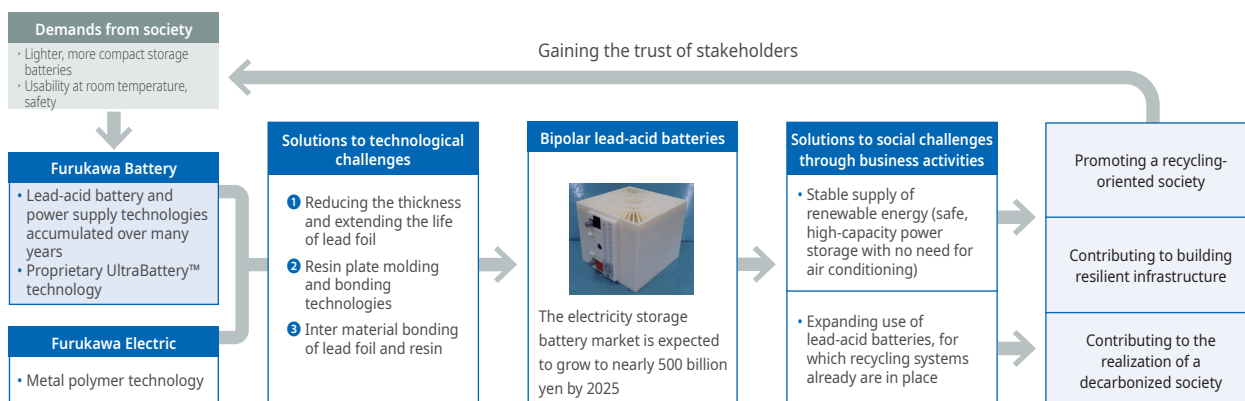 Demands from society
・Lighter, more compact storage
batteries
・Usability at room temperature,
safety
Gaining the trust of stakeholders
Furukawa Battery
• Lead-acid battery and
power supply technologies
accumulated over many
years
• Proprietary UltraBattery™
technology
Furukawa Electric
• Metal polymer technology
Solutions to technological
challenges
❶ Reducing the thickness
and extending the life
of lead foil
❷ Resin plate molding
and bonding
technologies
❸ Inter material bonding
of lead foil and resin
Bipolar lead-acid batteries
The electricity storage
battery market is expected
to grow to nearly 500 billion
yen by 2025
Solutions to social challenges
through business activities
• Stable supply of
renewable energy (safe,
high-capacity power
storage with no need for
air conditioning)
• Expanding use of
lead-acid batteries, for
which recycling systems
already are in place
Promoting a recycling-
oriented society
Contributing to building
resilient infrastructure
Contributing to the
realization of a
decarbonized society